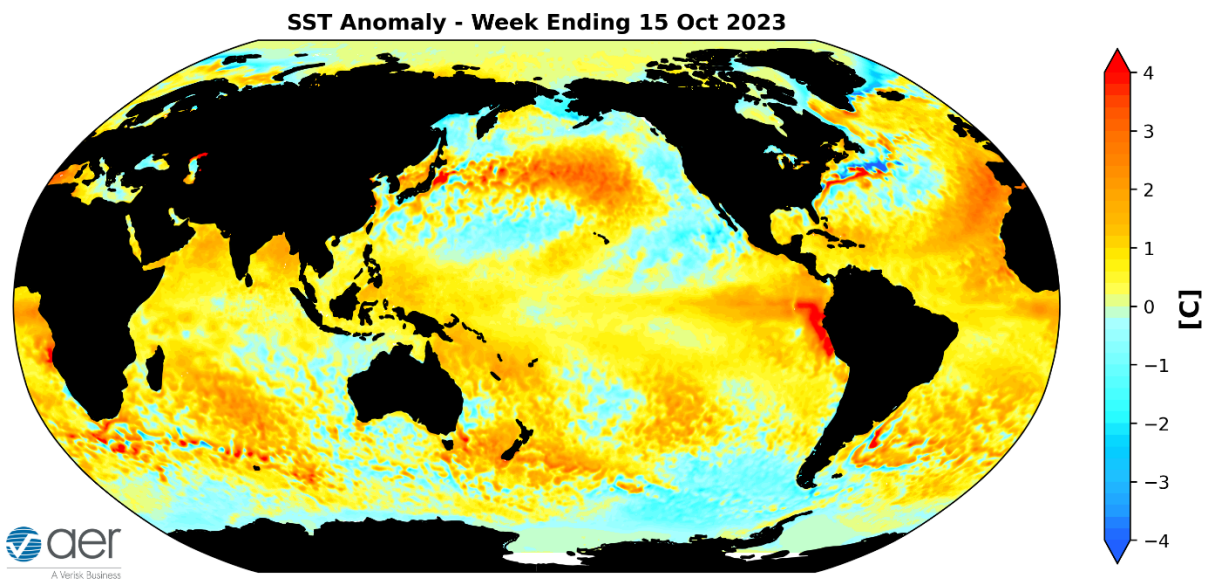 SST Anomaly - Week Ending 15 Oct 2023
4
3
2
1
0
−1
−2
−3
−4
[C]
aer
A Verisk Business